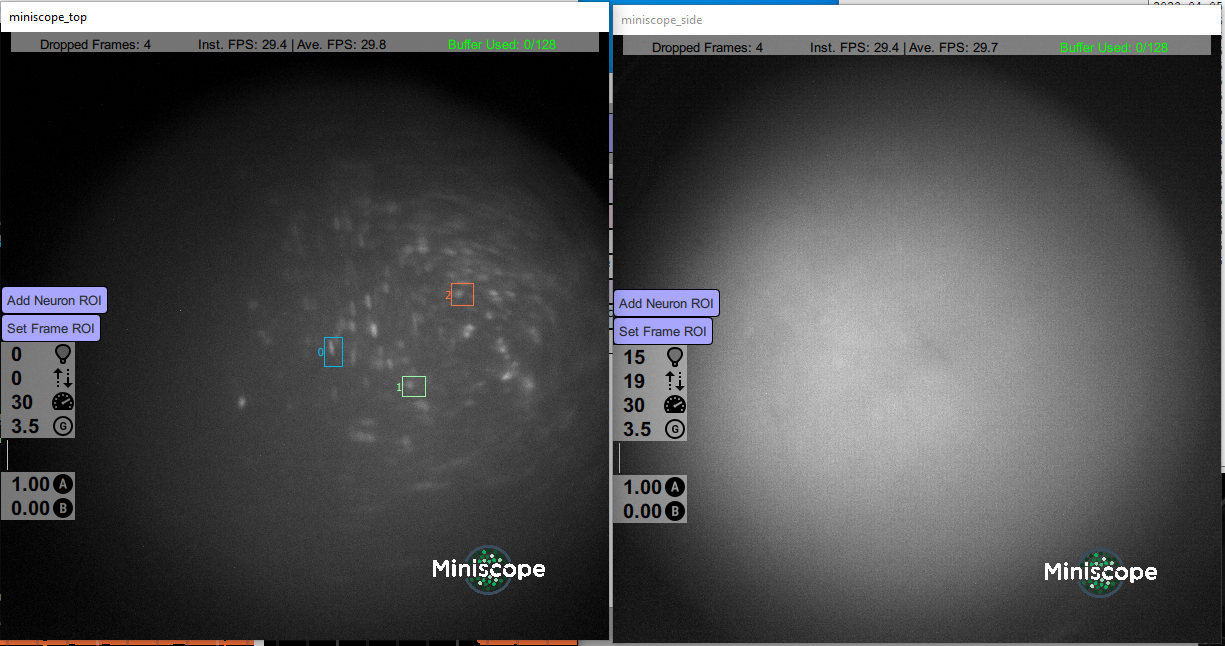 miniscope_top
Dropped Frames: 4 Inst. FPS: 29.4 | Ave. FPS: 29.8 Buffer Used: 0/128
2
0
1
Add Neuron ROI
Set Frame ROI
0
0
30
3.5 G
1.00 A
0.00 B
Miniscope
miniscope_side
Dropped Frames: 4 Inst. FPS: 29.4 | Ave. FPS: 29.7 Buffer Used: 0/128
Add Neuron ROI
Set Frame ROI
15
19
30
3.5 G
1.00 A
0.00 B
Miniscope